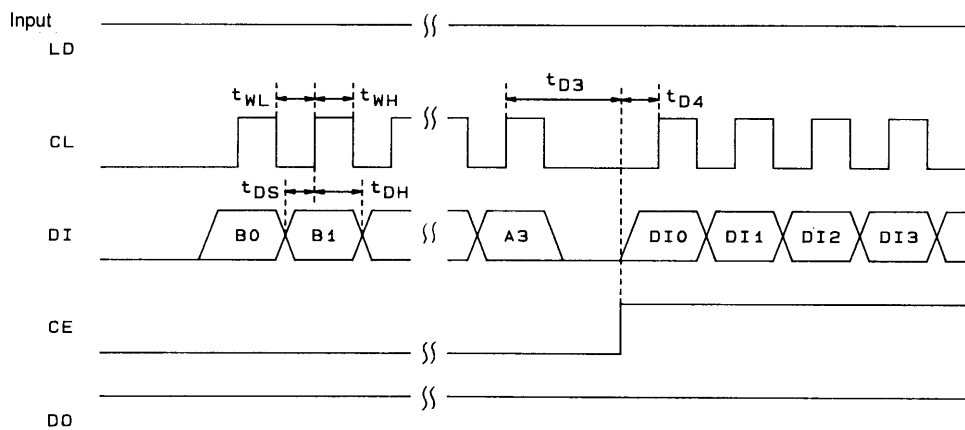 Input
LD
tD3
tWL tWH tD4
CL
tDS tDH
DI B0 B1 A3 DI0 DI1 DI2 DI3
CE
DO